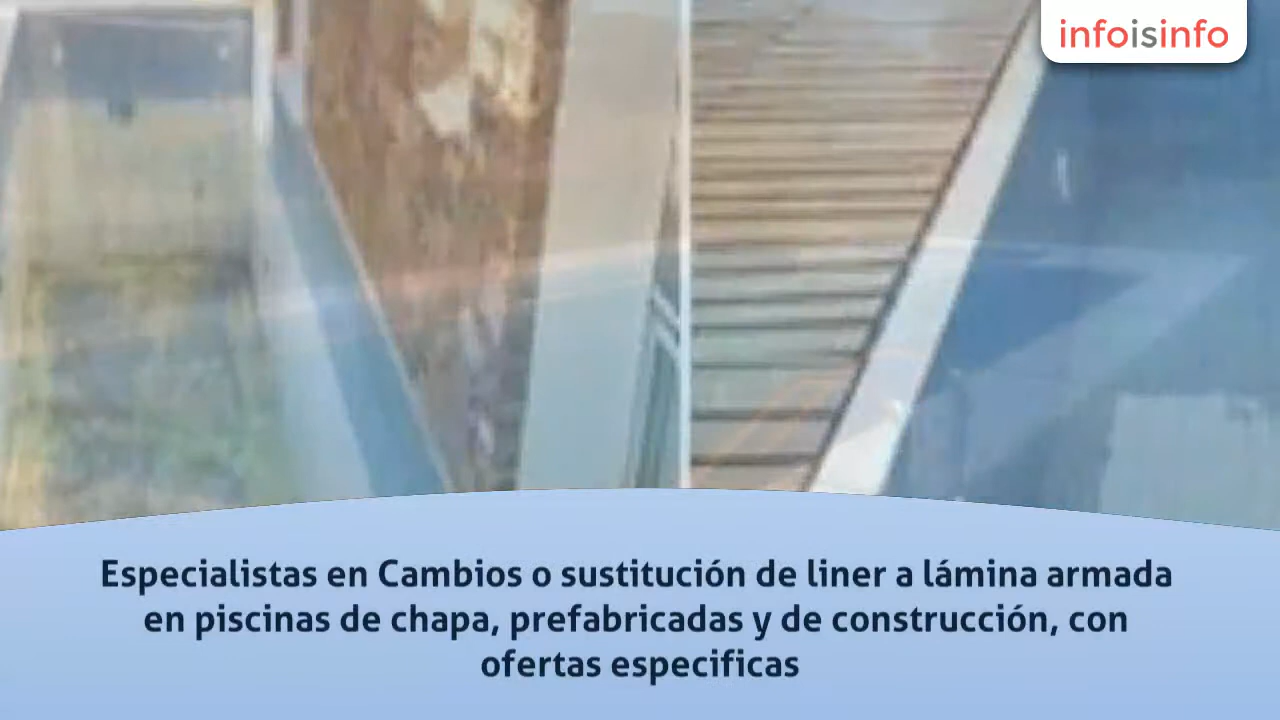 infoisinfo
Especialistas en Cambios o sustitución de liner a lámina armada
en piscinas de chapa, prefabricadas y de construcción, con
ofertas especificas